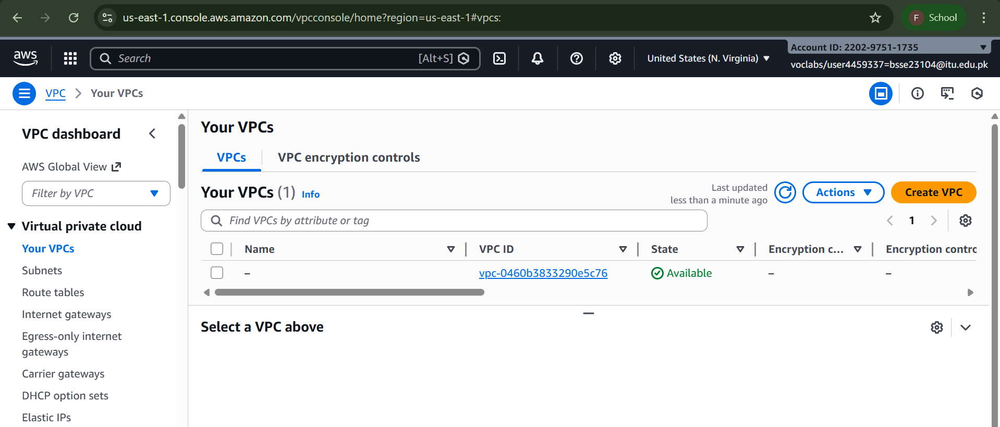 us-east-1.console.aws.amazon.com/vpcconsole/home?region=us-east-1#vpcs:
F School
aws
Search [Alt+S]
United States (N. Virginia)
Account ID: 2202-9751-1735
voclabs/user4459337=bsse23104@itu.edu.pk
VPC Your VPCs
VPC dashboard
AWS Global View
Filter by VPC
Virtual private cloud
Your VPCs
Subnets
Route tables
Internet gateways
Egress-only internet
gateways
Carrier gateways
DHCP option sets
Elastic IPs
Your VPCs
VPCs VPC encryption controls
Your VPCs (1) Info
Last updated
less than a minute ago
Actions
Create VPC
Find VPCs by attribute or tag
1
Name VPC ID State Encryption c... Encryption contro
– vpc-0460b3833290e5c76 Available – –
Select a VPC above